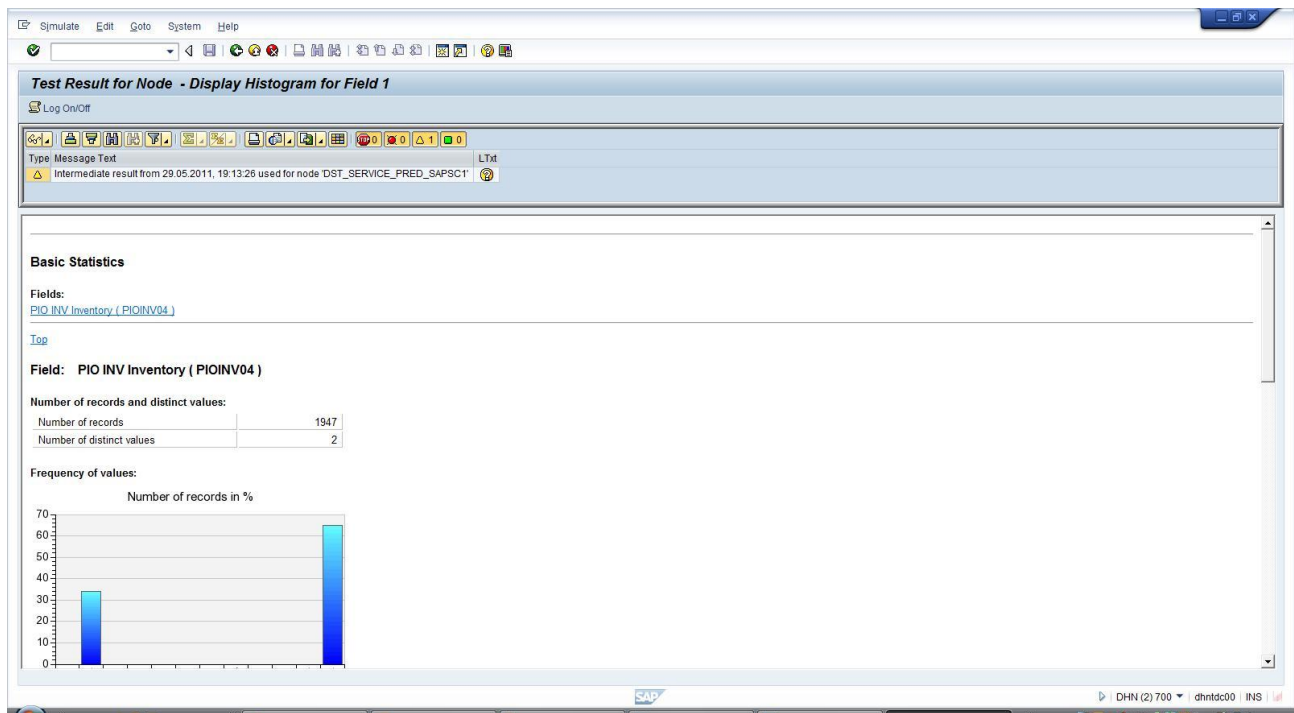 Simulate Edit Goto System Help
Test Result for Node - Display Histogram for Field 1
Log On/Off
0 0 1 0
Type Message Text LTxt
Intermediate result from 29.05.2011, 19:13:26 used for node 'DST_SERVICE_PRED_SAPSC1'
Basic Statistics
Fields:
PIO INV Inventory ( PIOINV04 )
Top
Field: PIO INV Inventory ( PIOINV04 )
Number of records and distinct values:
Number of records 1947
Number of distinct values 2
Frequency of values:
Number of records in %
70
60
50
40
30
20
10
0
SAP
DHN (2) 700 dhntdc00 INS